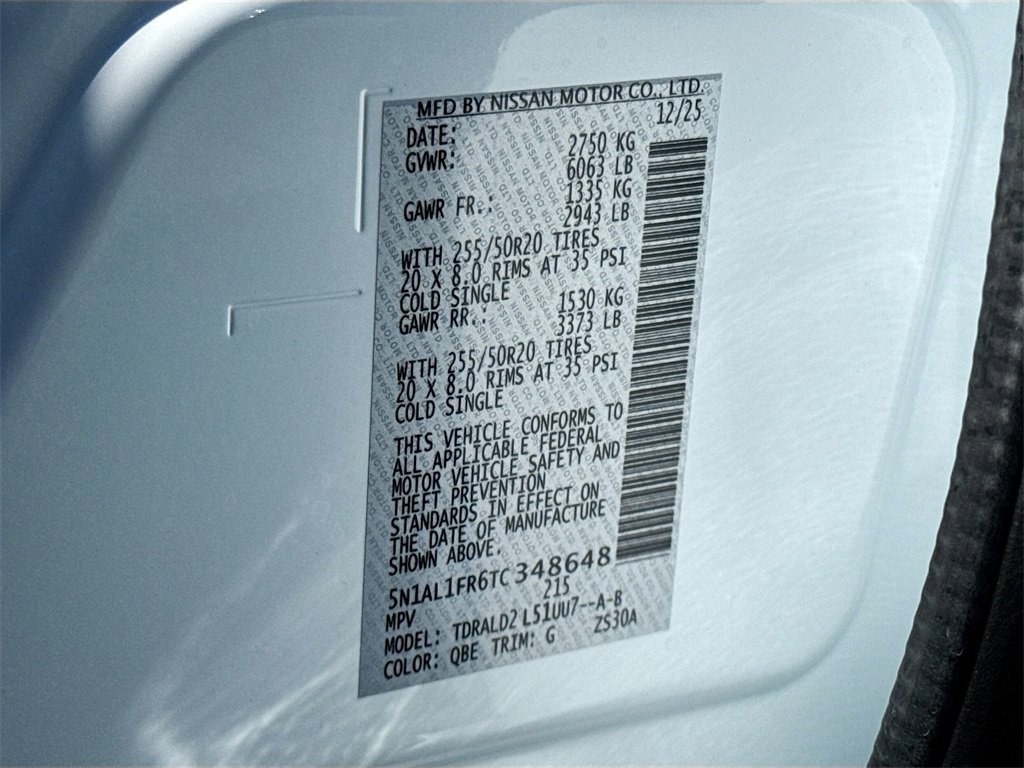 MFD BY NISSAN MOTOR CO., LTD.
DATE: 12/25
GVWR: 2750 KG
6063 LB
GAWR FR.: 1335 KG
2943 LB
WITH 255/50R20 TIRES
20 X 8.0 RIMS AT 35 PSI
COLD SINGLE
GAWR RR.: 1530 KG
3373 LB
WITH 255/50R20 TIRES
20 X 8.0 RIMS AT 35 PSI
COLD SINGLE
THIS VEHICLE CONFORMS TO
ALL APPLICABLE FEDERAL
MOTOR VEHICLE SAFETY AND
THEFT PREVENTION
STANDARDS IN EFFECT ON
THE DATE OF MANUFACTURE
SHOWN ABOVE.
5N1AL1FR6TC348648
MPV 215
MODEL: TDRALD2 L51UU7--A-B
COLOR: QBE TRIM: G ZS30A